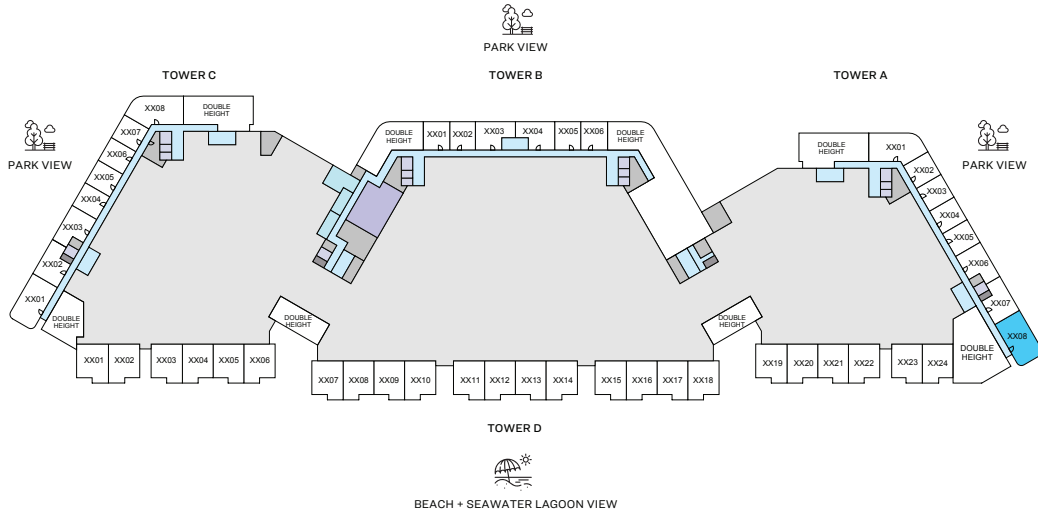 PARK VIEW
TOWER C
TOWER B
TOWER A
PARK VIEW
PARK VIEW
XX08
DOUBLE
HEIGHT
XX07
XX06
XX05
XX04
XX03
XX02
XX01
DOUBLE
HEIGHT
DOUBLE
HEIGHT
XX01
XX02
XX03
XX04
XX05
XX06
DOUBLE
HEIGHT
DOUBLE
HEIGHT
XX01
XX02
XX03
XX04
XX05
XX06
XX07
XX08
DOUBLE
HEIGHT
DOUBLE
HEIGHT
DOUBLE
HEIGHT
XX01
XX02
XX03
XX04
XX05
XX06
XX07
XX08
XX09
XX10
XX11
XX12
XX13
XX14
XX15
XX16
XX17
XX18
XX19
XX20
XX21
XX22
XX23
XX24
TOWER D
BEACH + SEAWATER LAGOON VIEW